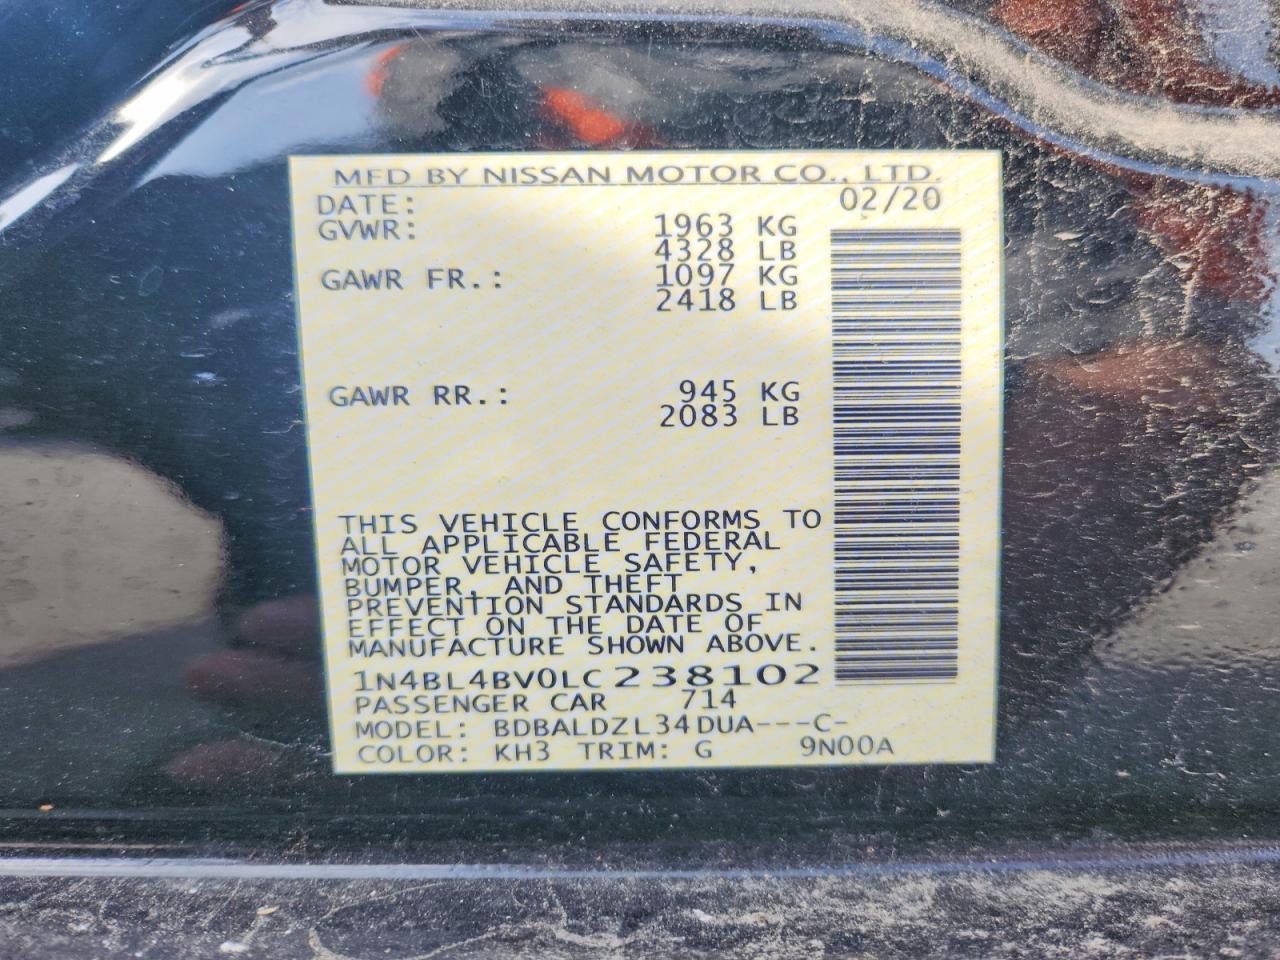 MFD BY NISSAN MOTOR CO., LTD.
DATE: 02/20
GVWR: 1963 KG
4328 LB
GAWR FR.: 1097 KG
2418 LB
GAWR RR.: 945 KG
2083 LB
THIS VEHICLE CONFORMS TO
ALL APPLICABLE FEDERAL
MOTOR VEHICLE SAFETY,
BUMPER, AND THEFT
PREVENTION STANDARDS IN
EFFECT ON THE DATE OF
MANUFACTURE SHOWN ABOVE.
1N4BL4BV0LC238102
PASSENGER CAR 714
MODEL: BDBALDZL34DUA---C-
COLOR: KH3 TRIM: G 9N00A